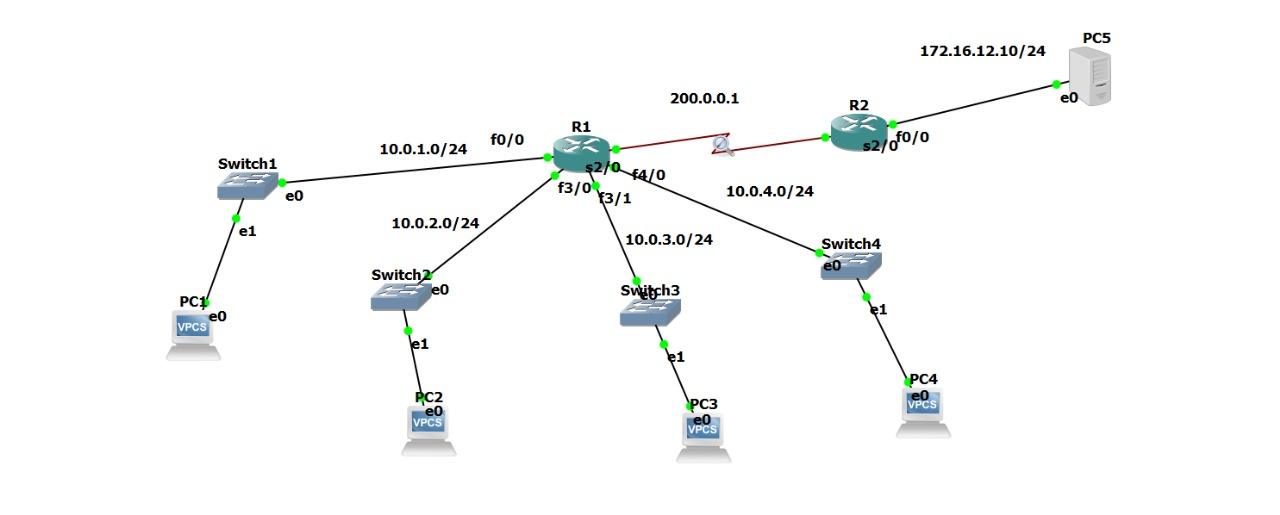 PC5
172.16.12.10/24
e0
200.0.0.1
R2
f0/0
s2/0
R1
f0/0
s2/0
f4/0
f3/0
f3/1
10.0.1.0/24
Switch1
e0
e1
10.0.4.0/24
10.0.2.0/24
10.0.3.0/24
Switch4
e0
e1
Switch2
e0
e1
Switch3
e0
e1
PC1
e0
VPCS
PC2
e0
VPCS
PC3
e0
VPCS
PC4
e0
VPCS